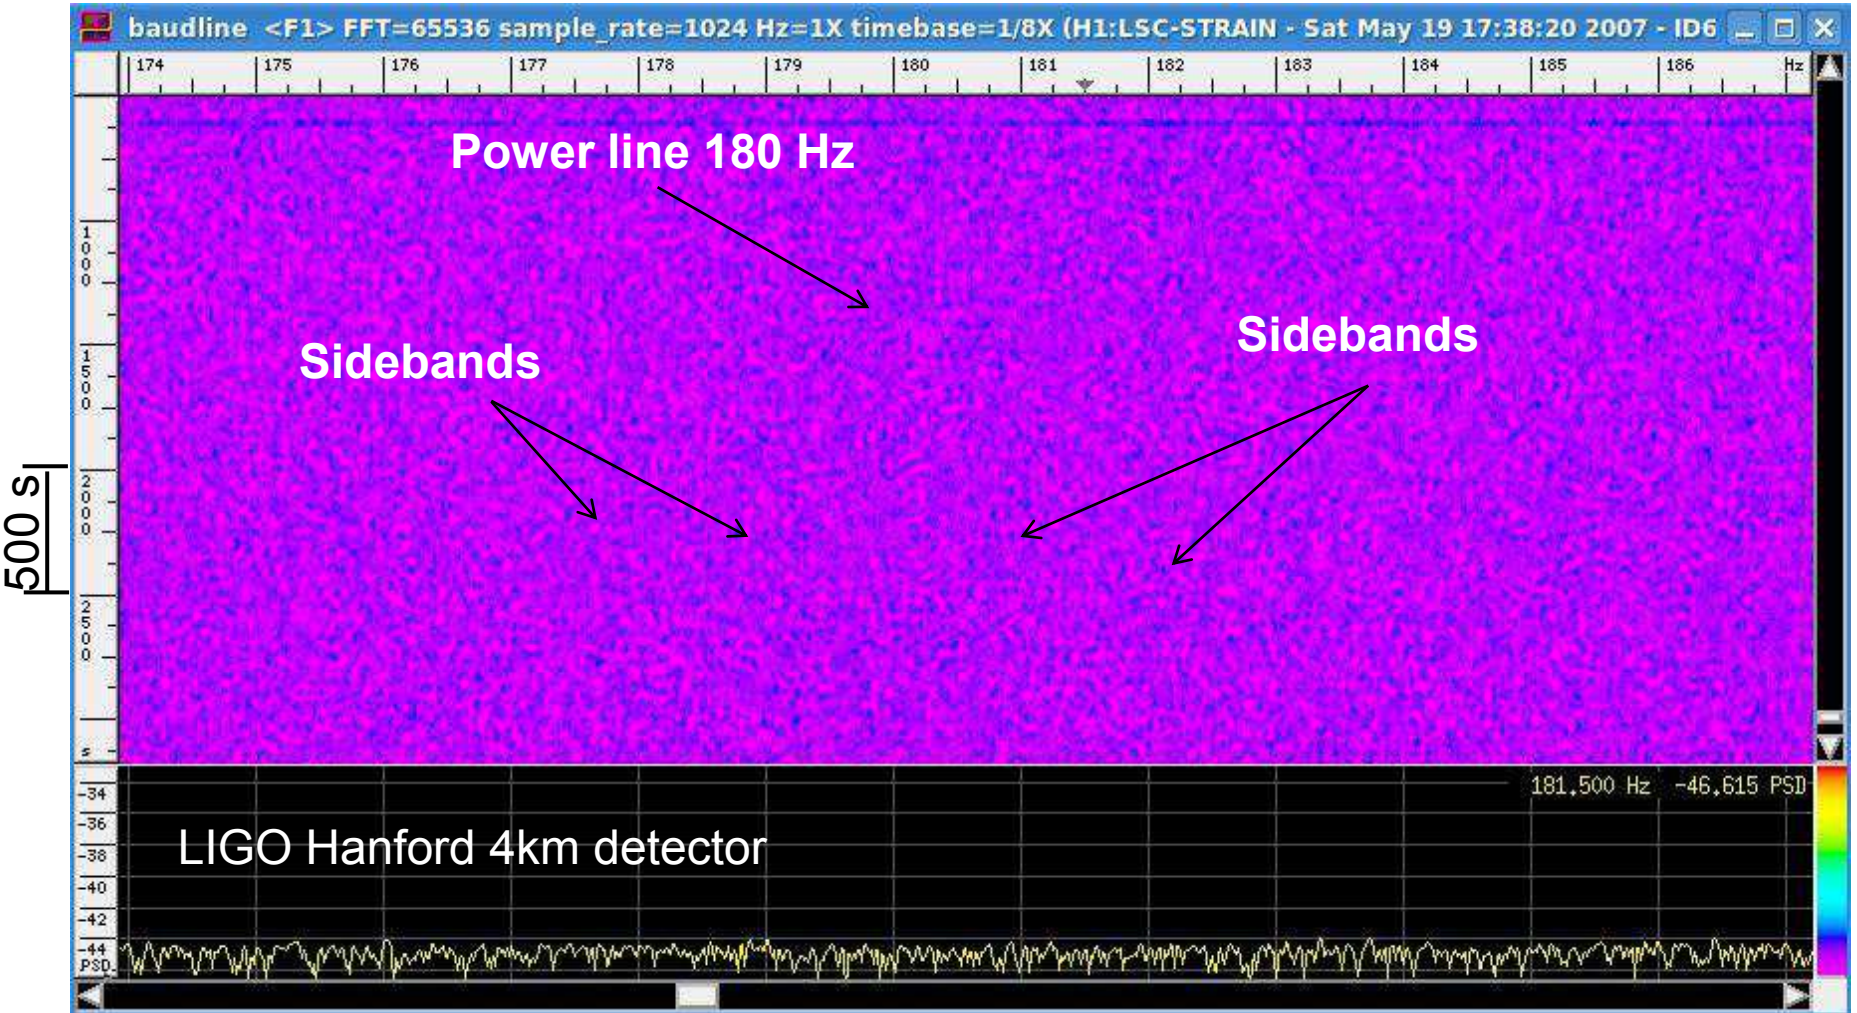 baudline <F1> FFT=65536 sample_rate=1024 Hz=1X timebase=1/8X (H1:LSC-STRAIN - Sat May 19 17:38:20 2007 - ID6
174 175 176 177 178 179 180 181 182 183 184 185 186 Hz
Power line 180 Hz
1000
Sidebands
Sidebands
1500
500 s
2000
2500
s
181.500 Hz -46.615 PSD
-34
-36
LIGO Hanford 4km detector
-38
-40
-42
-44
PSD